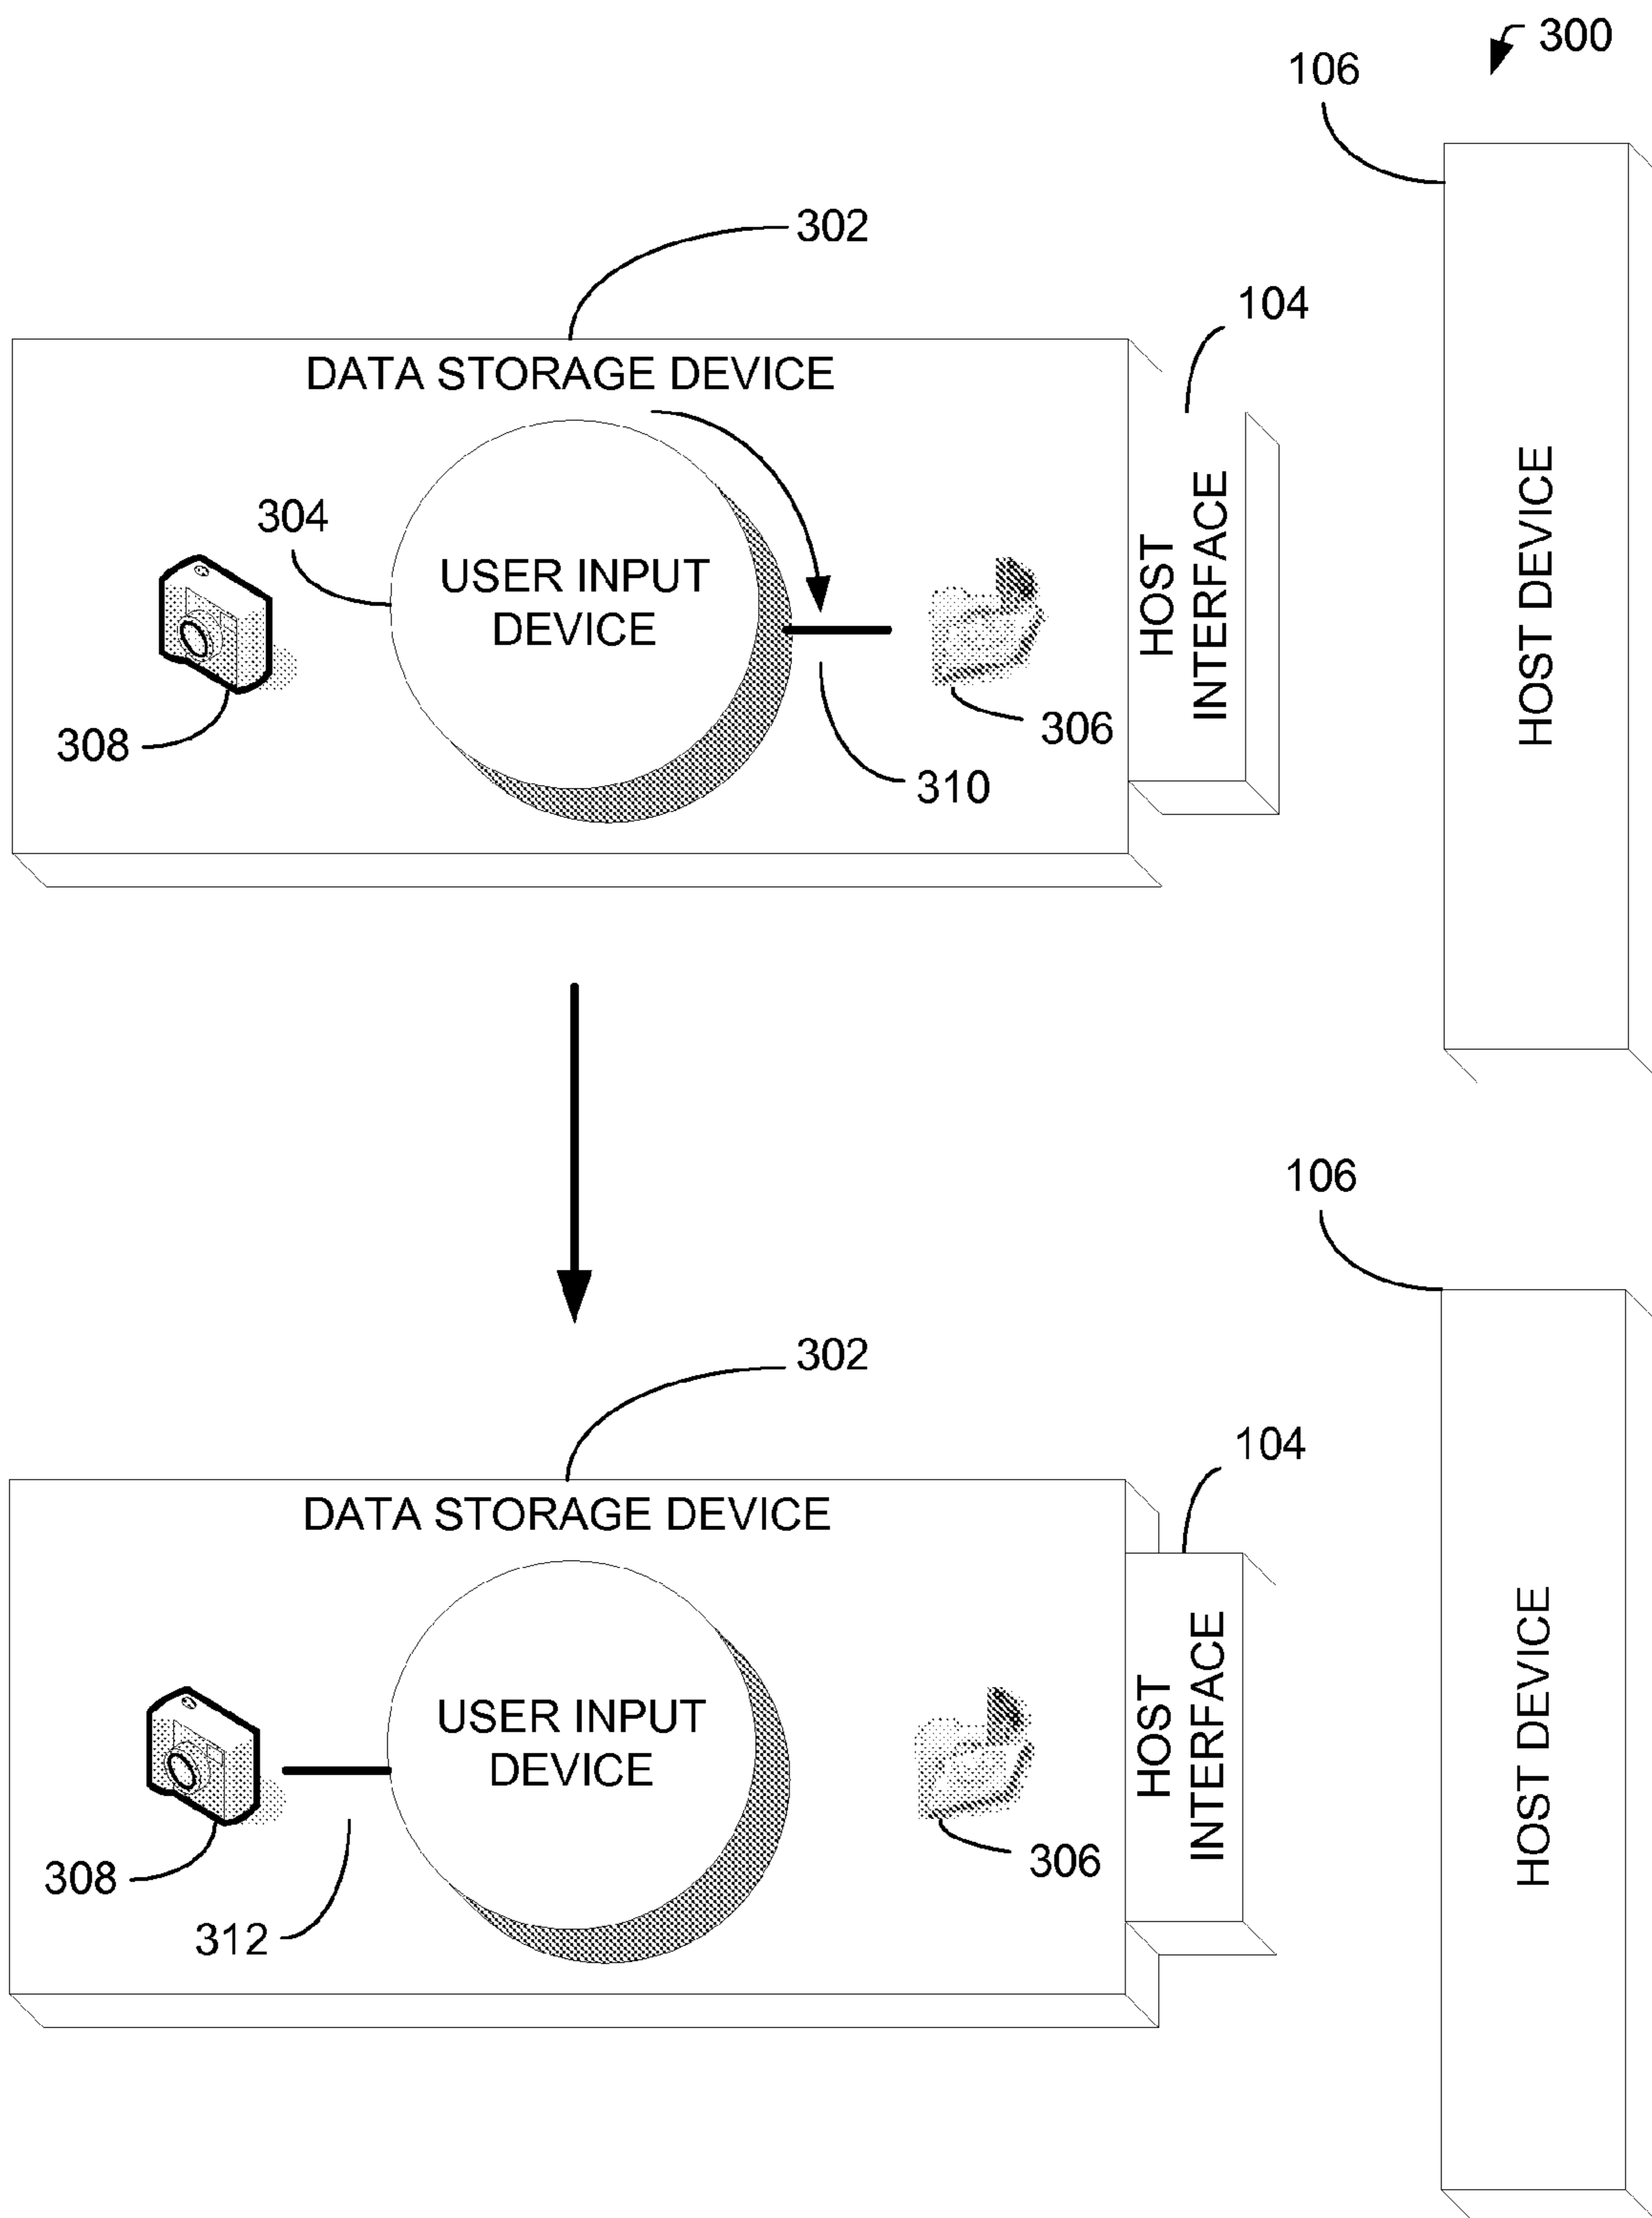 300
106
302
104
DATA STORAGE DEVICE
304
USER INPUT
DEVICE
HOST
INTERFACE
HOST DEVICE
308
306
310
106
302
104
DATA STORAGE DEVICE
USER INPUT
DEVICE
HOST
INTERFACE
HOST DEVICE
308
306
312